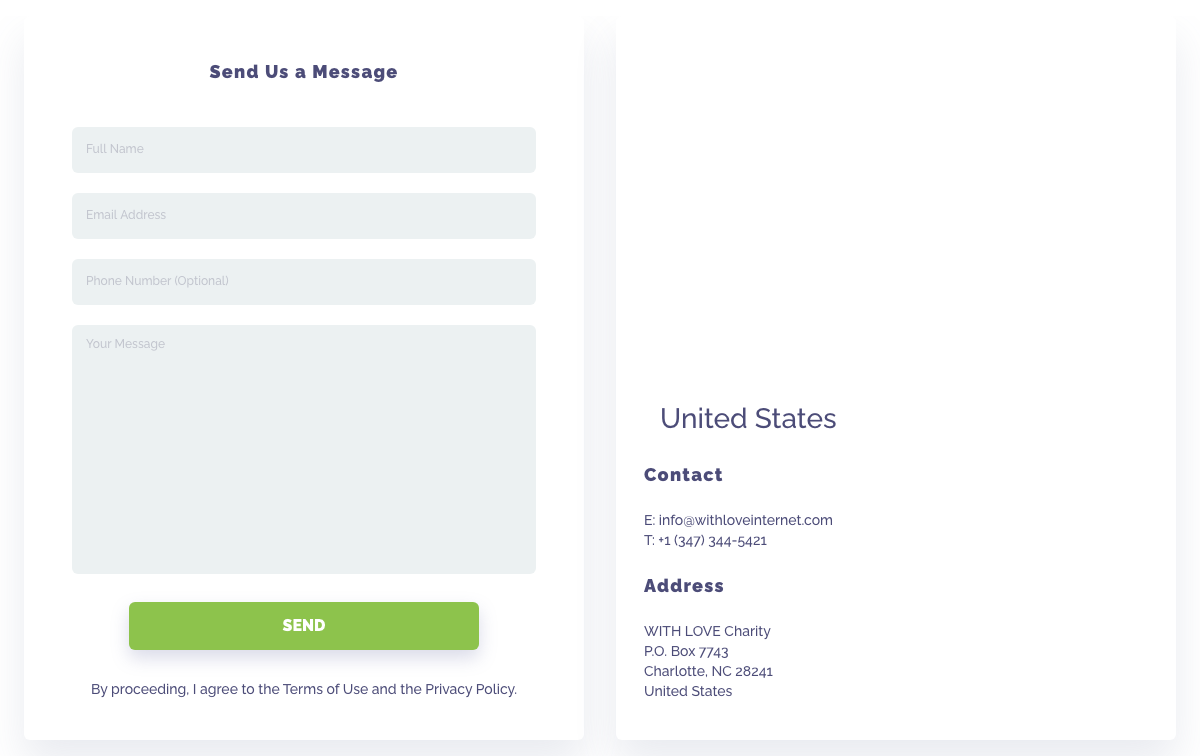 Send Us a Message
Full Name
Email Address
Phone Number (Optional)
Your Message
SEND
By proceeding, I agree to the Terms of Use and the Privacy Policy.
United States
Contact
E: info@withloveinternet.com
T: +1 (347) 344-5421
Address
WITH LOVE Charity
P.O. Box 7743
Charlotte, NC 28241
United States